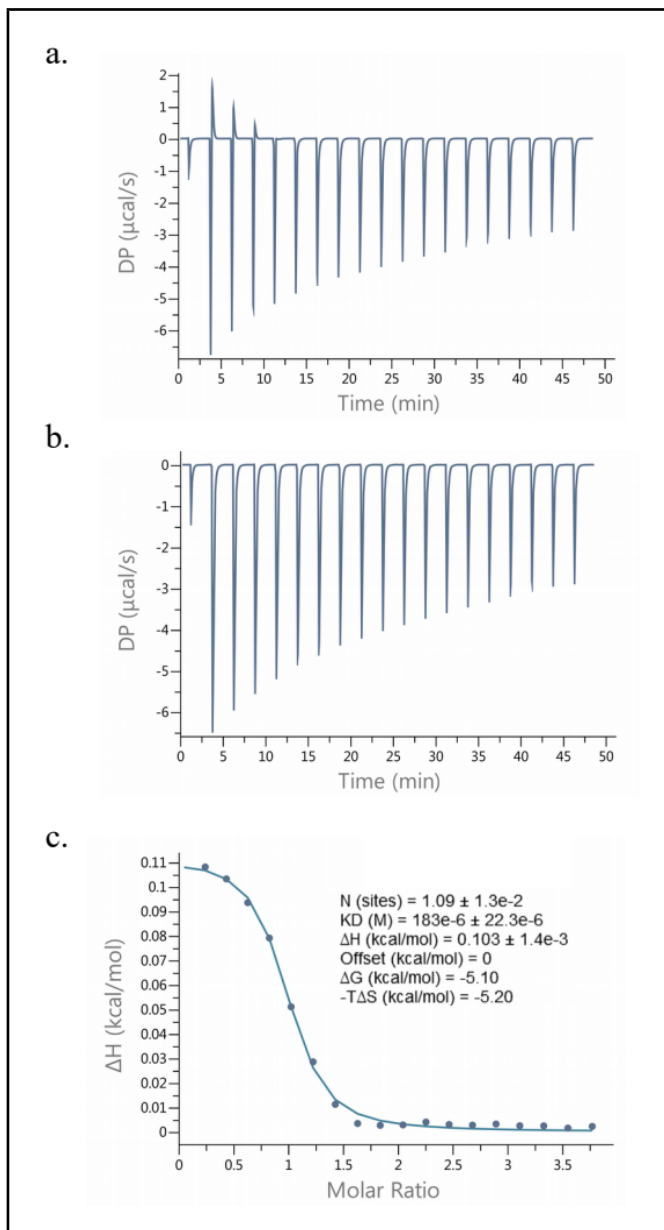 a.
2
1
0
-1
-2
-3
-4
-5
-6
DP (μcal/s)
0 5 10 15 20 25 30 35 40 45 50
Time (min)
b.
0
-1
-2
-3
-4
-5
-6
DP (μcal/s)
0 5 10 15 20 25 30 35 40 45 50
Time (min)
c.
0.11
0.1
0.09
0.08
0.07
0.06
0.05
0.04
0.03
0.02
0.01
0
ΔH (kcal/mol)
N (sites) = 1.09 ± 1.3e-2
KD (M) = 183e-6 ± 22.3e-6
ΔH (kcal/mol) = 0.103 ± 1.4e-3
Offset (kcal/mol) = 0
ΔG (kcal/mol) = -5.10
-TΔS (kcal/mol) = -5.20
0 0.5 1 1.5 2 2.5 3 3.5
Molar Ratio